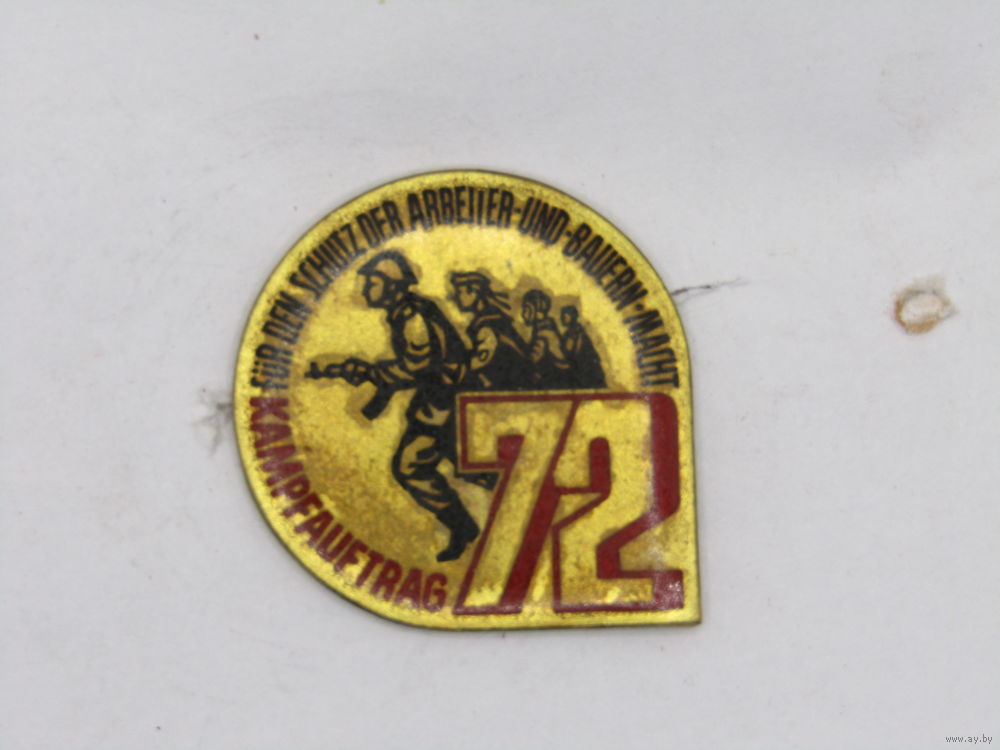 FÜR DEN SCHUTZ DER ARBEITER-UND-BAUERN-MACHT
KAMPFAUFTRAG
72
www.ay.by